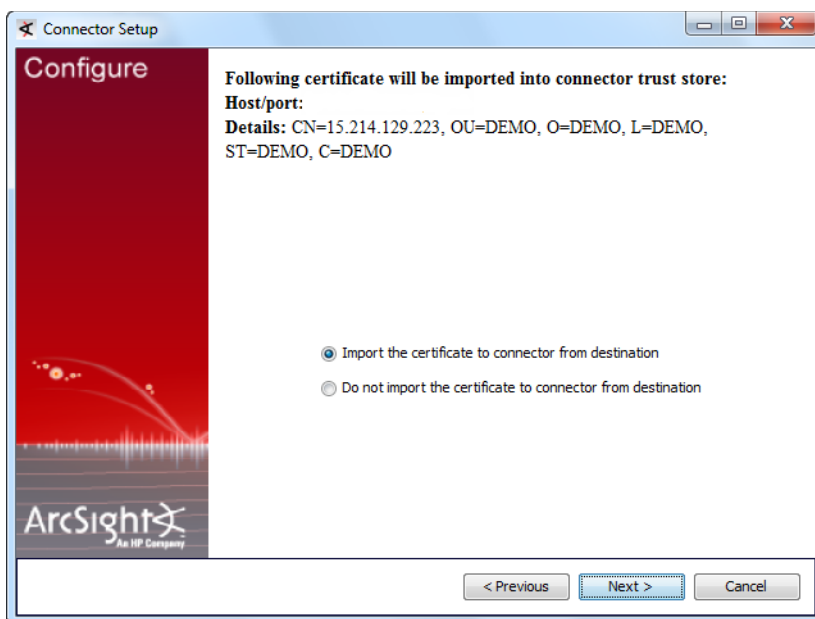 Connector Setup
Configure
Following certificate will be imported into connector trust store:
Host/port:
Details: CN=15.214.129.223, OU=DEMO, O=DEMO, L=DEMO,
ST=DEMO, C=DEMO
Import the certificate to connector from destination
Do not import the certificate to connector from destination
ArcSight
An HP Company
< Previous
Next >
Cancel